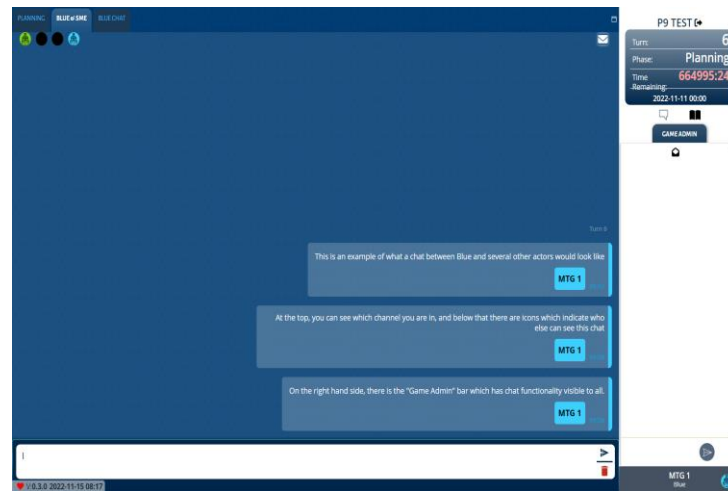 PLANNING BLUE w/ SME BLUE CHAT
P9 TEST
Turn: 6
Phase: Planning
Time Remaining: 664995:24
2022-11-11 00:00
GAME ADMIN
Turn 6
This is an example of what a chat between Blue and several other actors would look like
MTG 1
At the top, you can see which channel you are in, and below that there are icons which indicate who
else can see this chat
MTG 1
On the right hand side, there is the "Game Admin" bar which has chat functionality visible to all.
MTG 1
V:0.3.0 2022-11-15 08:17
MTG 1
Blue